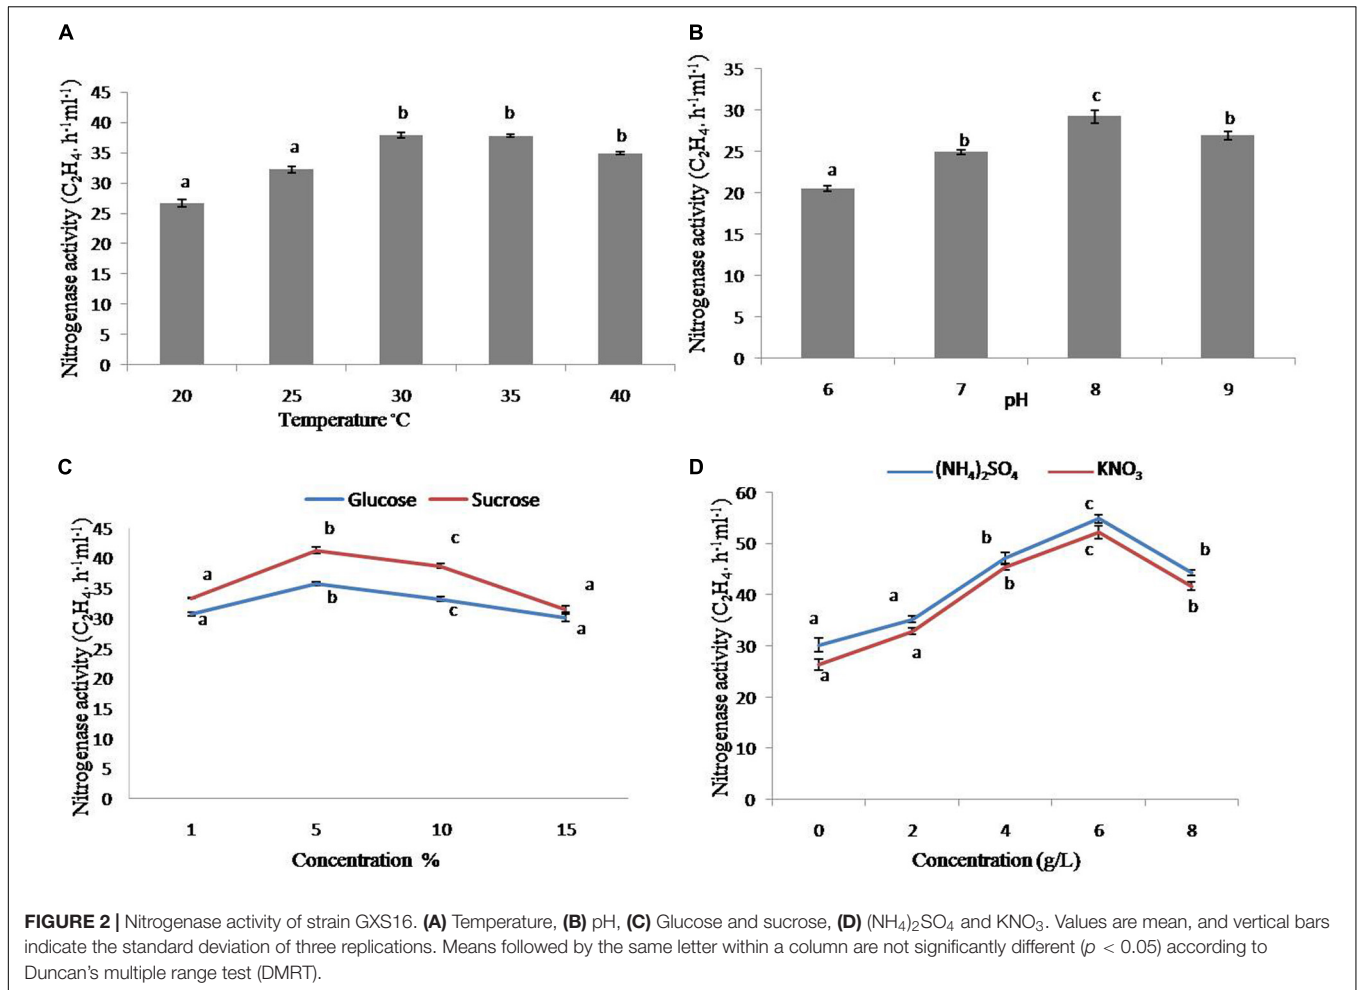 A
Nitrogenase activity (C₂H₄, h⁻¹ml⁻¹)
45
40
35
30
25
20
15
10
5
0
a
a
b
b
b
20 25 30 35 40
Temperature °C
B
Nitrogenase activity (C₂H₄, h⁻¹ml⁻¹)
35
30
25
20
15
10
5
0
a
b
c
b
6 7 8 9
pH
C
Glucose Sucrose
Nitrogenase activity (C₂H₄, h⁻¹ml⁻¹)
45
40
35
30
25
20
15
10
5
0
a b c a
a b c a
1 5 10 15
Concentration %
D
(NH₄)₂SO₄ KNO₃
Nitrogenase activity (C₂H₄, h⁻¹ml⁻¹)
60
50
40
30
20
10
0
a a b c b
a a b c b
0 2 4 6 8
Concentration (g/L)
FIGURE 2 | Nitrogenase activity of strain GXS16. (A) Temperature, (B) pH, (C) Glucose and sucrose, (D) (NH₄)₂SO₄ and KNO₃. Values are mean, and vertical bars
indicate the standard deviation of three replications. Means followed by the same letter within a column are not significantly different (p < 0.05) according to
Duncan's multiple range test (DMRT).